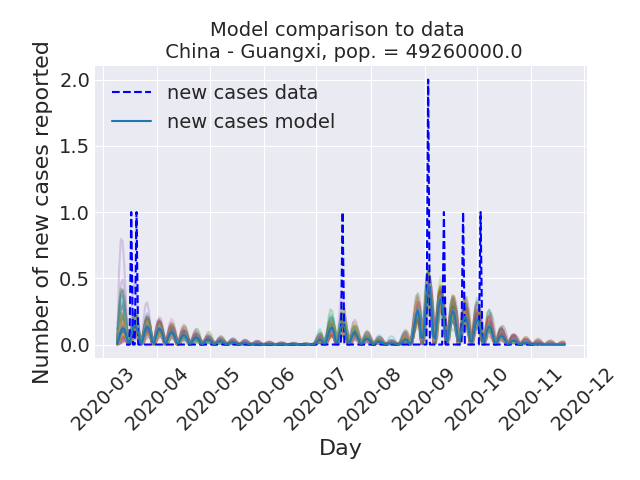 Model comparison to data
China - Guangxi, pop. = 49260000.0
Number of new cases reported
2.0
1.5
1.0
0.5
0.0
new cases data
new cases model
2020-03
2020-04
2020-05
2020-06
2020-07
2020-08
2020-09
2020-10
2020-11
2020-12
Day